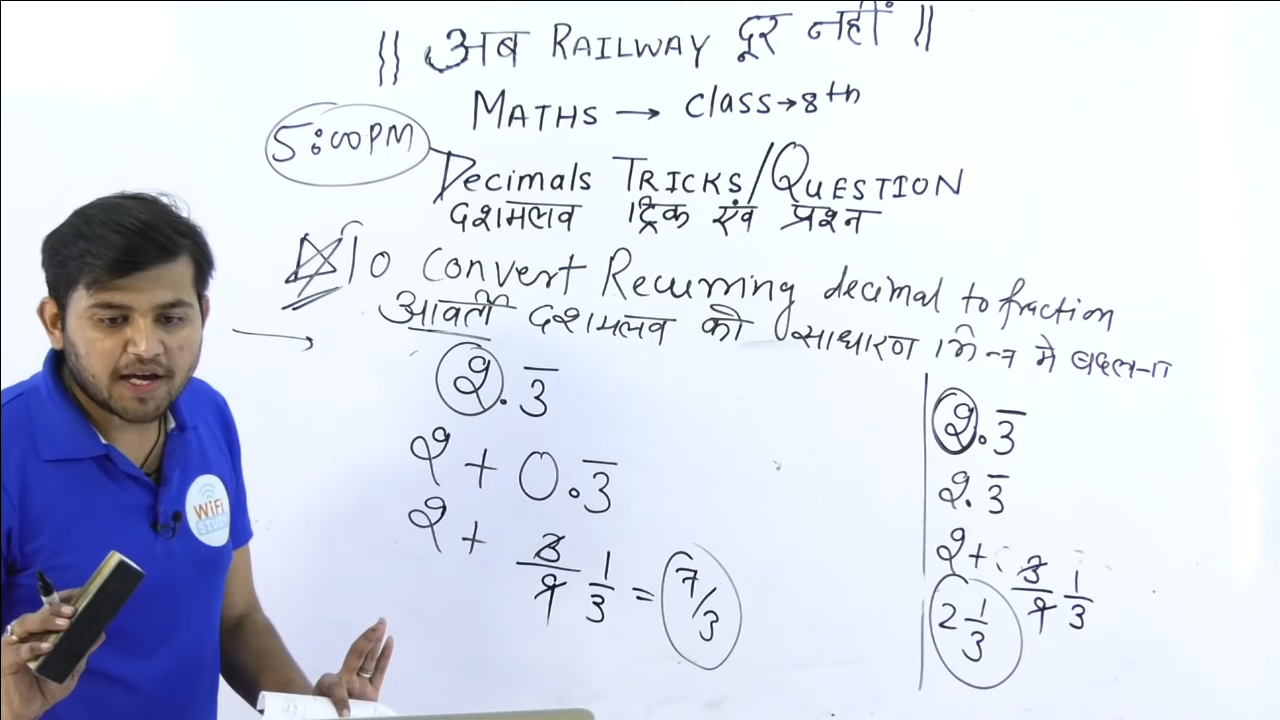 || अब RAILWAY दूर नहीं ||
MATHS → Class → 8th
5:00PM
Decimals TRICKS/QUESTION
दशमलव ट्रिक एंव प्रश्न
To Convert Recurring decimal to fraction
आवर्ती दशमलव को साधारण भिन्न मे बदलना
→
2.3̅
2 + 0.3̅
2 + 3/9 1/3 = 7/3
2.3̅
2.3̅
2 + 3/9 1/3
2 1/3
WiFi
STUDY